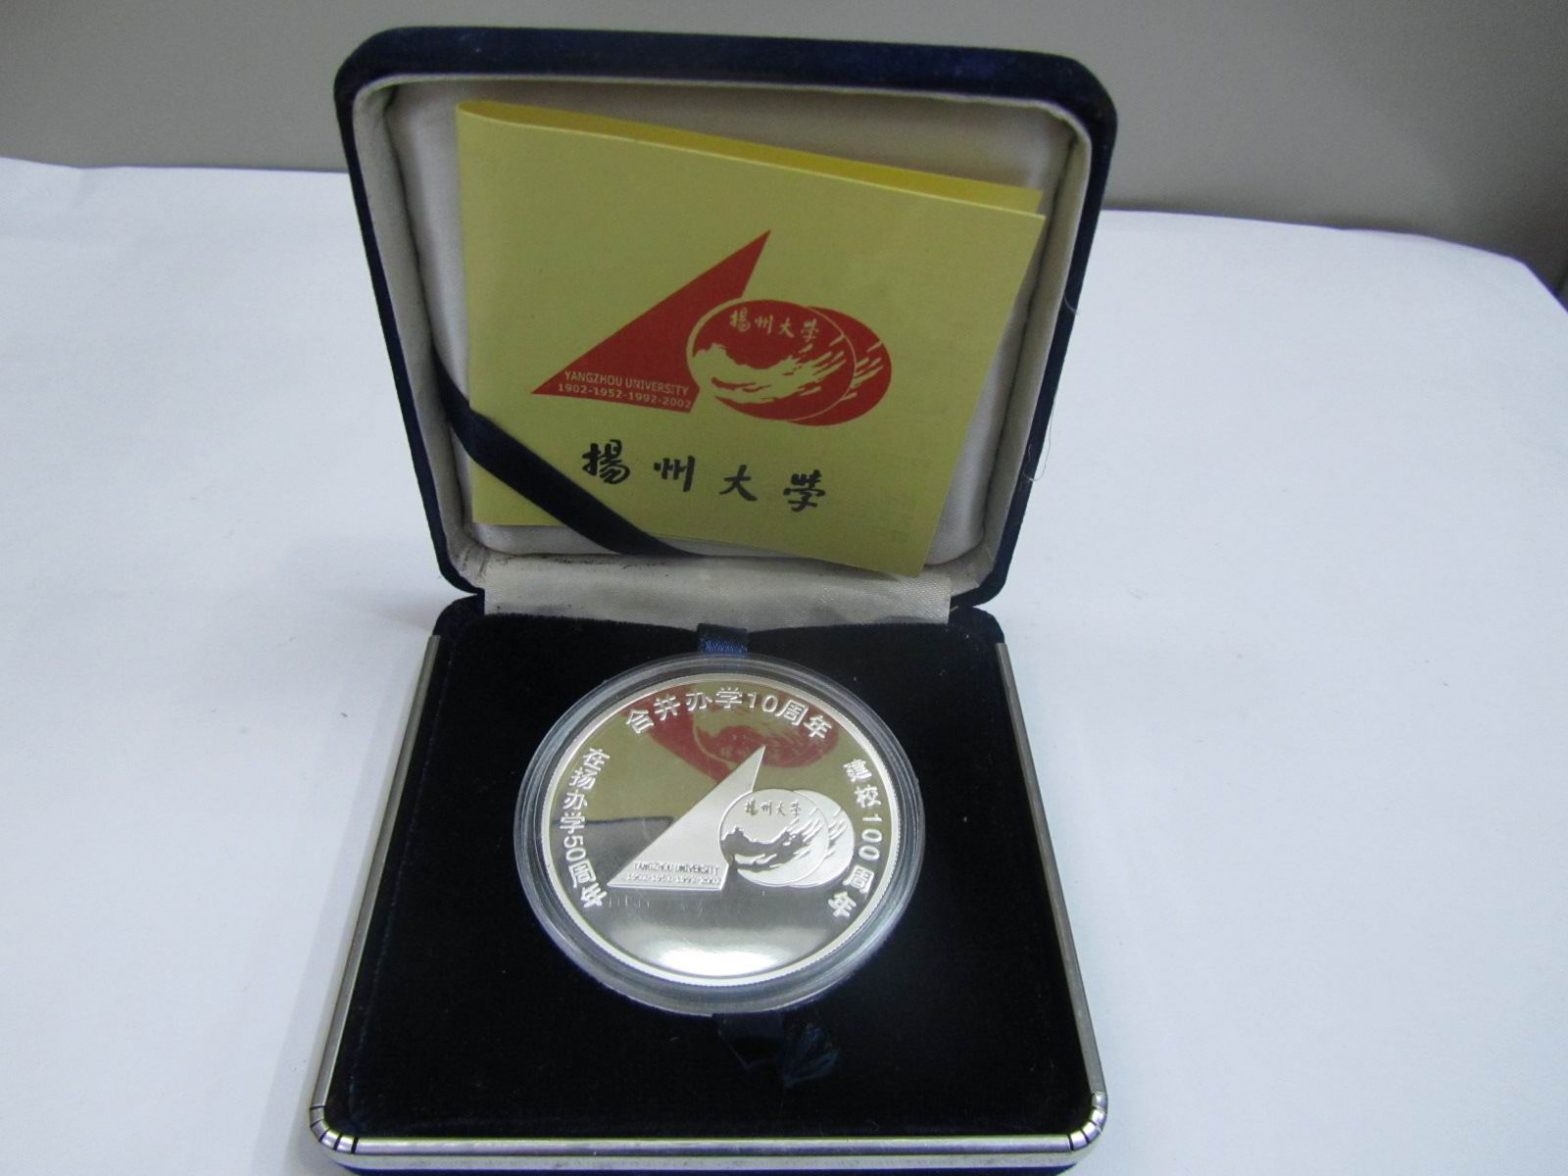 揚州大学
YANGZHOU UNIVERSITY
1902-1952-1992-2002
揚州大学
合并办学10周年
在扬办学50周年
建校100周年
揚州大学
YANGZHOU UNIVERSITY